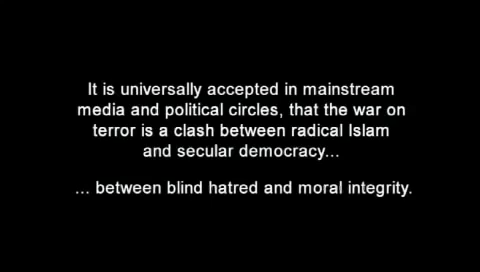 It is universally accepted in mainstream
media and political circles, that the war on
terror is a clash between radical Islam
and secular democracy...
... between blind hatred and moral integrity.